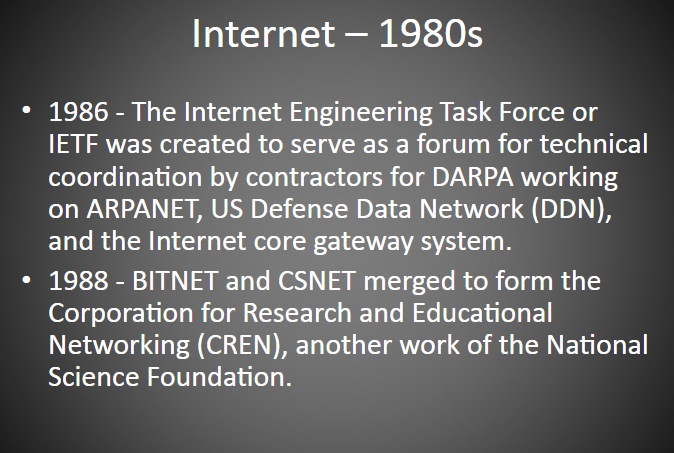 Internet – 1980s
• 1986 - The Internet Engineering Task Force or
IETF was created to serve as a forum for technical
coordination by contractors for DARPA working
on ARPANET, US Defense Data Network (DDN),
and the Internet core gateway system.
• 1988 - BITNET and CSNET merged to form the
Corporation for Research and Educational
Networking (CREN), another work of the National
Science Foundation.